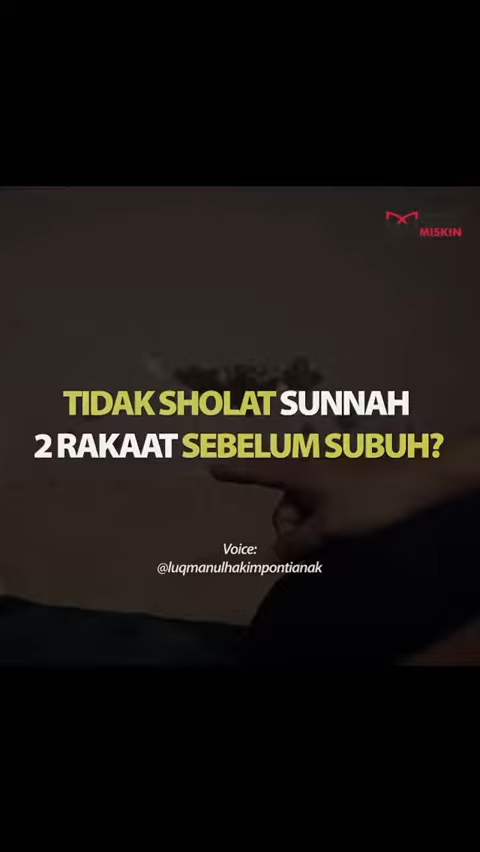 MISKIN
TIDAK SHOLAT SUNNAH
2 RAKAAT SEBELUM SUBUH?
Voice:
@luqmanulhakimpontianak